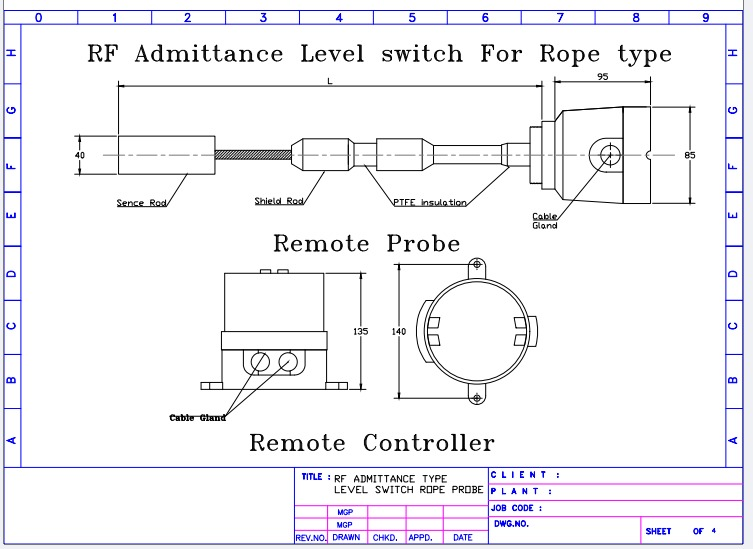 0 1 2 3 4 5 6 7 8 9
RF Admittance Level switch For Rope type
H H
L 95
G G
40 85
F F
Sence Rod Shield Rod PTFE Insulation
E E
Cable
Gland
Remote Probe
D D
135 140
C C
B B
Cable Gland
A A
Remote Controller
TITLE : RF ADMITTANCE TYPE
LEVEL SWITCH ROPE PROBE
CLIENT :
PLANT :
JOB CODE :
MGP
DWG.NO.
MGP
SHEET OF 4
REV.NO. DRAWN CHKD. APPD. DATE